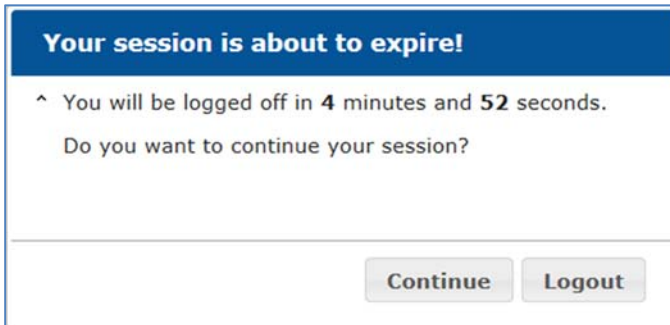 Your session is about to expire!
^ You will be logged off in 4 minutes and 52 seconds.
Do you want to continue your session?
Continue Logout